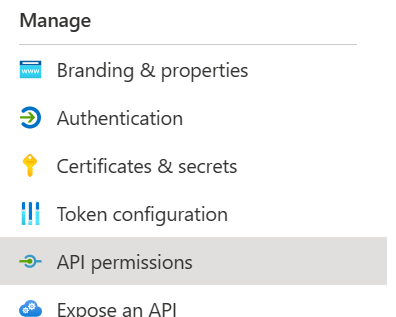 Manage
Branding & properties
Authentication
Certificates & secrets
Token configuration
API permissions
Expose an API